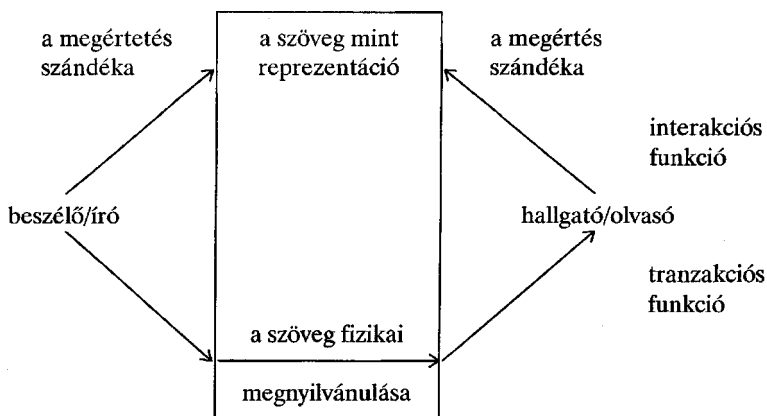 a megértetés
szándéka
a szöveg mint
reprezentáció
a megértés
szándéka
interakciós
funkció
beszélő/író
hallgató/olvasó
tranzakciós
funkció
a szöveg fizikai
megnyilvánulása